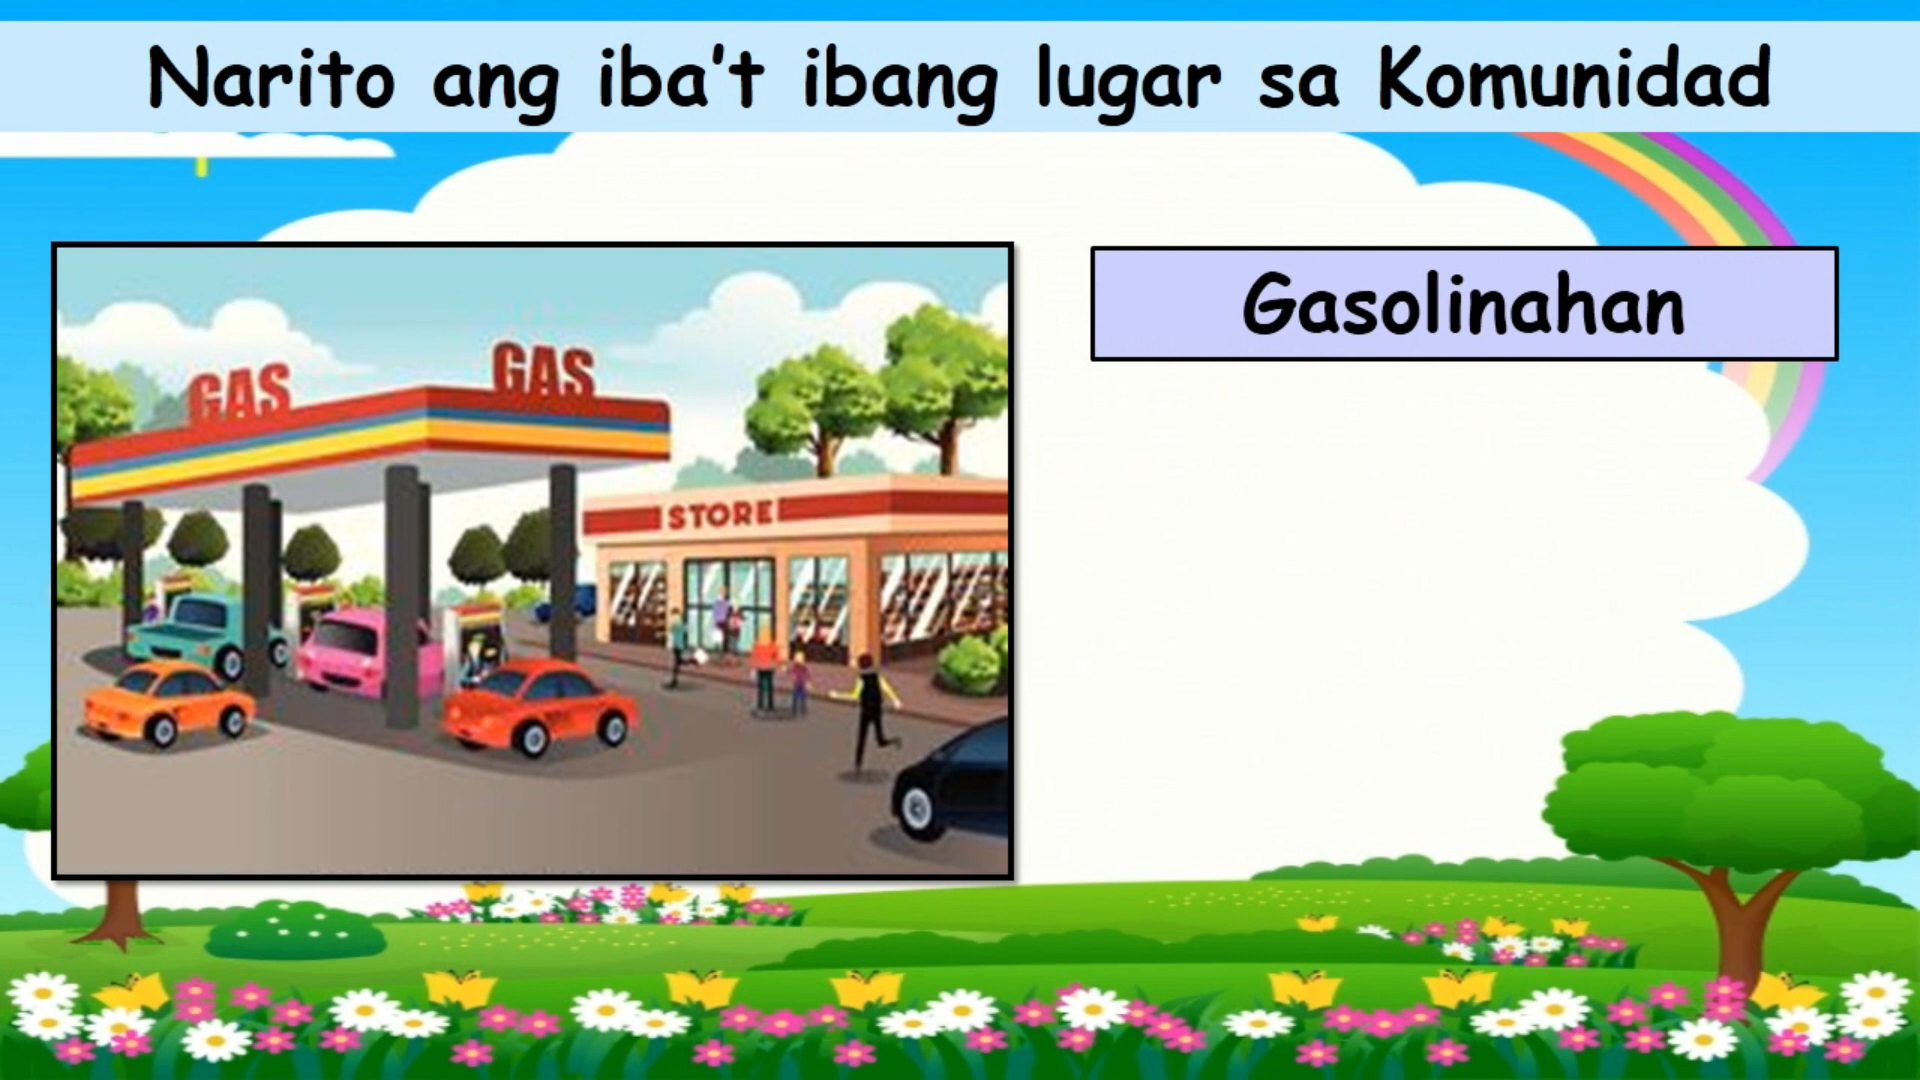 Narito ang iba't ibang lugar sa Komunidad
Gasolinahan
GAS
GAS
STORE